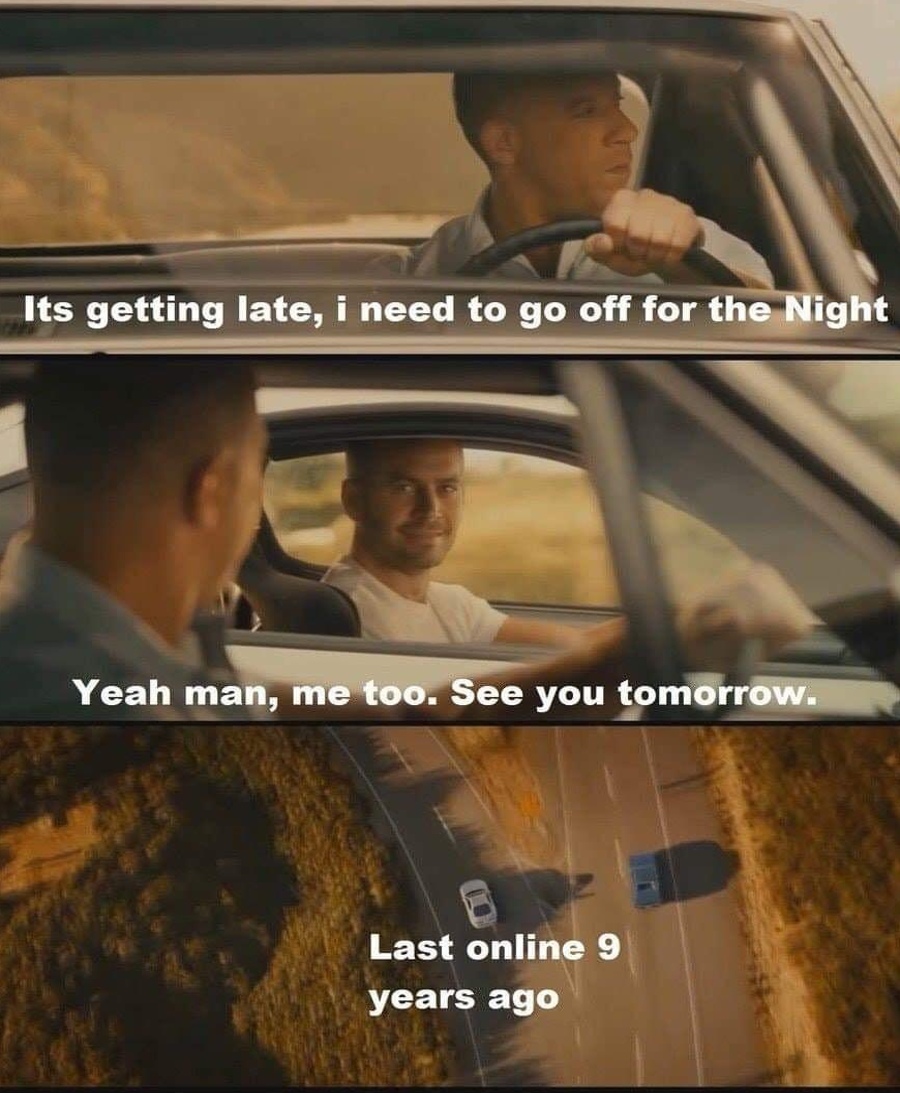 Its getting late, i need to go off for the Night
Yeah man, me too. See you tomorrow.
Last online 9
years ago